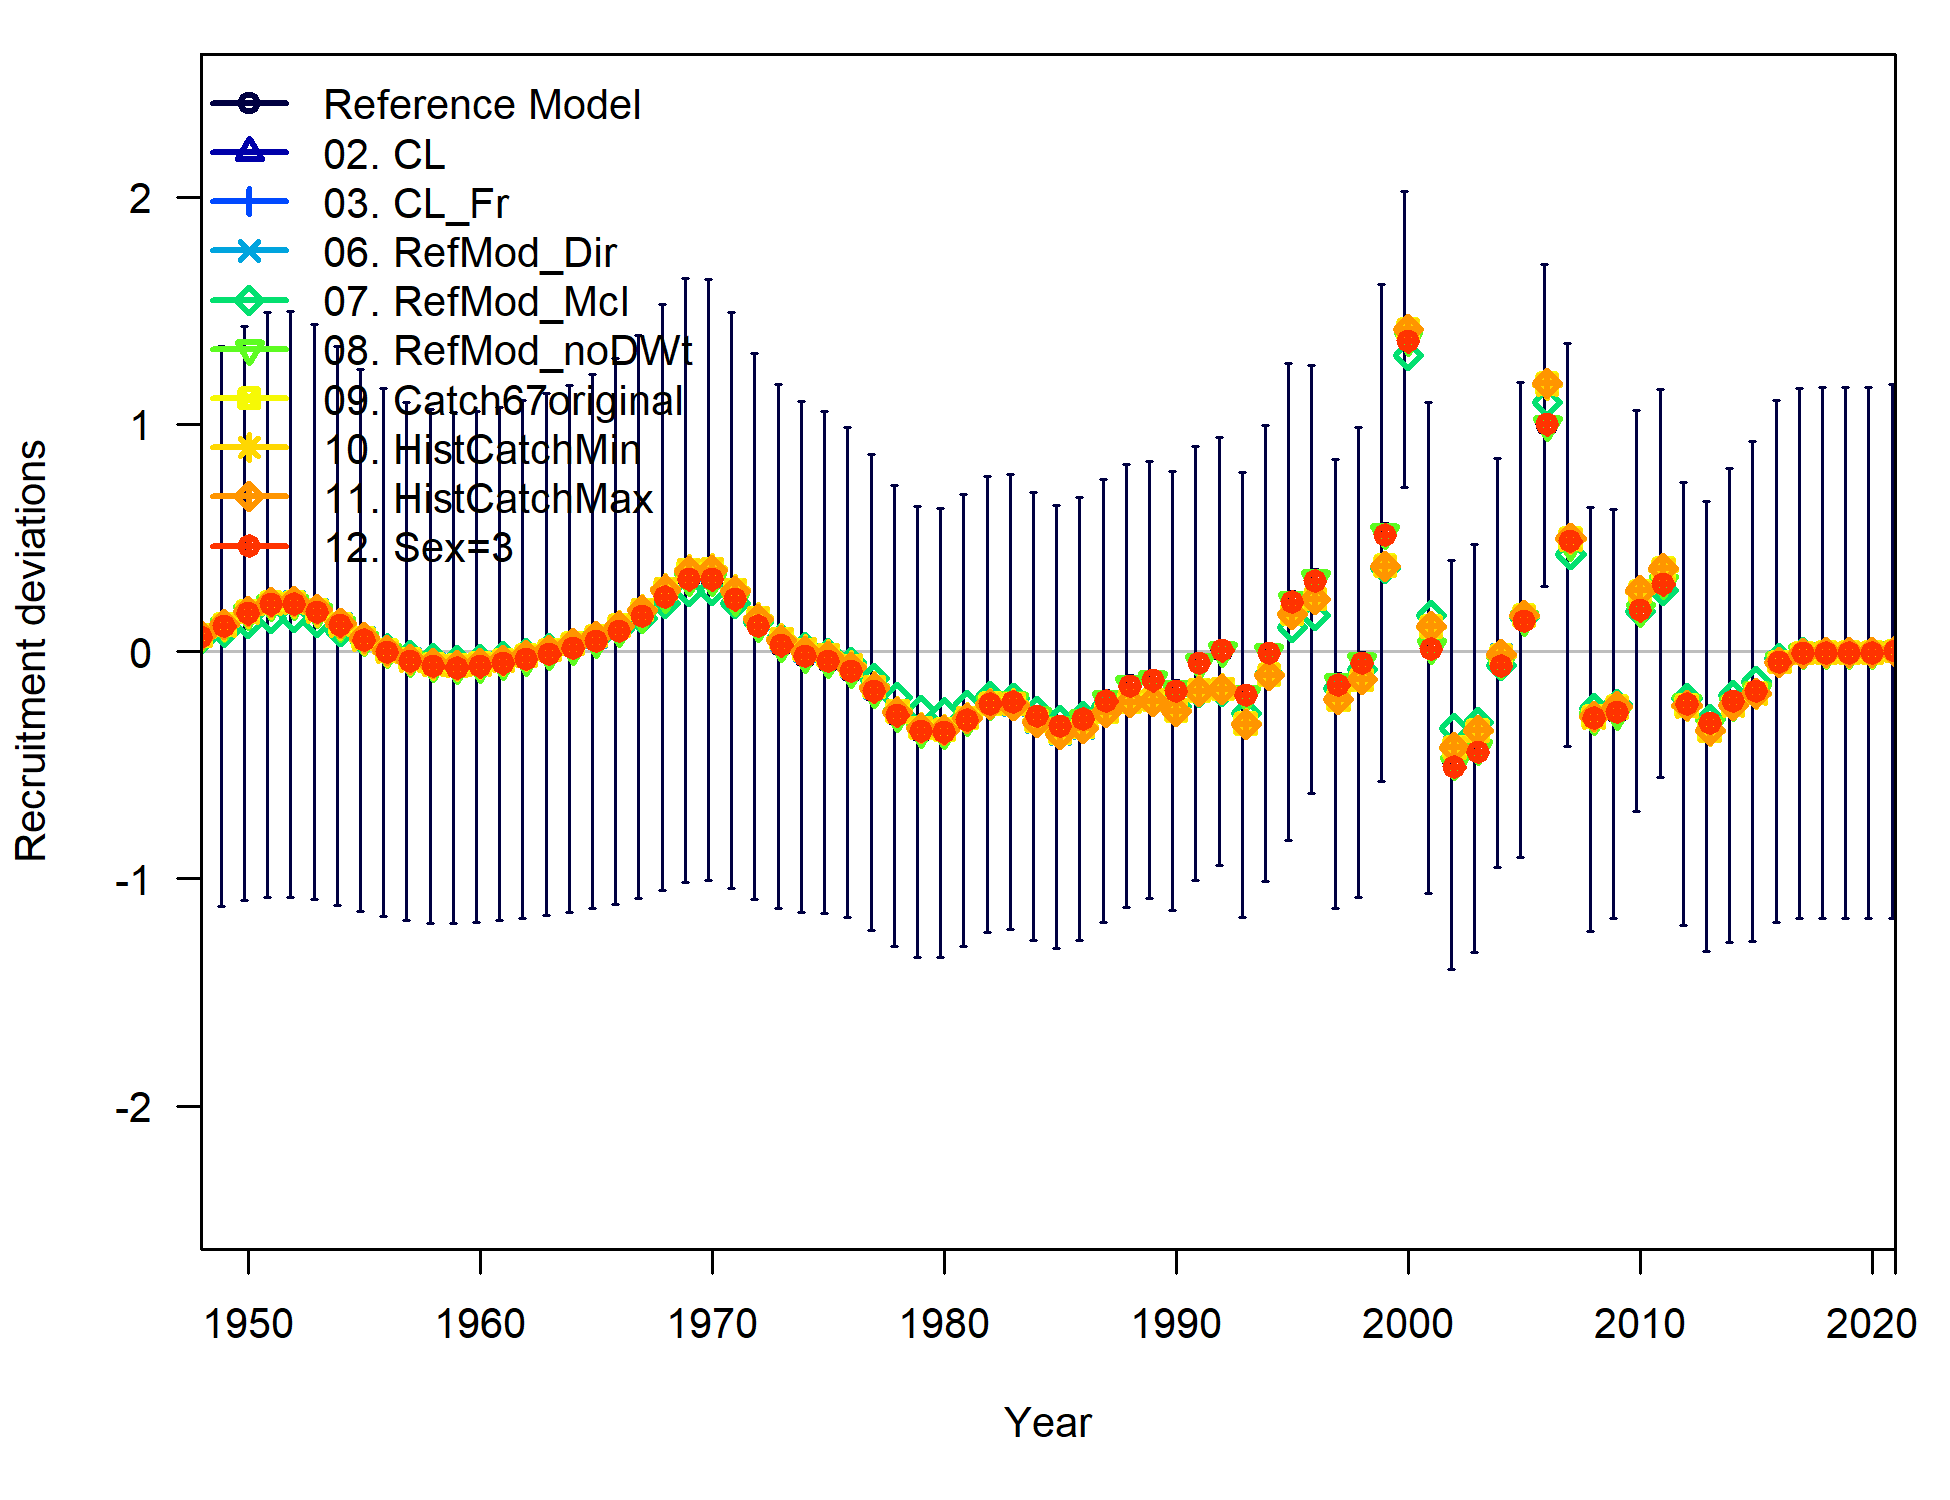 Reference Model
02. CL
03. CL_Fr
06. RefMod_Dir
07. RefMod_Mcl
08. RefMod_noDWt
09. Catch67original
10. HistCatchMin
11. HistCatchMax
12. Sex=3
Recruitment deviations
2
1
0
-1
-2
1950 1960 1970 1980 1990 2000 2010 2020
Year